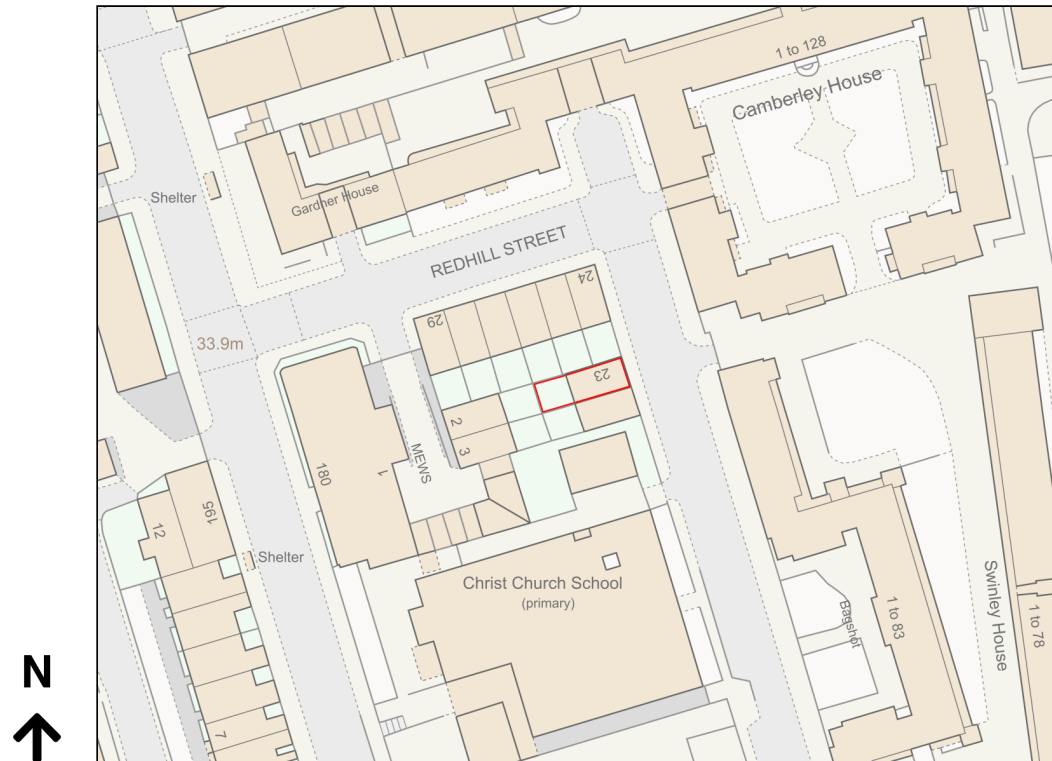 1 to 128
Camberley House
Shelter
Gardner House
REDHILL STREET
24
29
33.9m
23
2
3
MEWS
1
180
195
12
Shelter
Christ Church School
(primary)
Swinley House
Bagshot
1 to 83
1 to 78
7
N